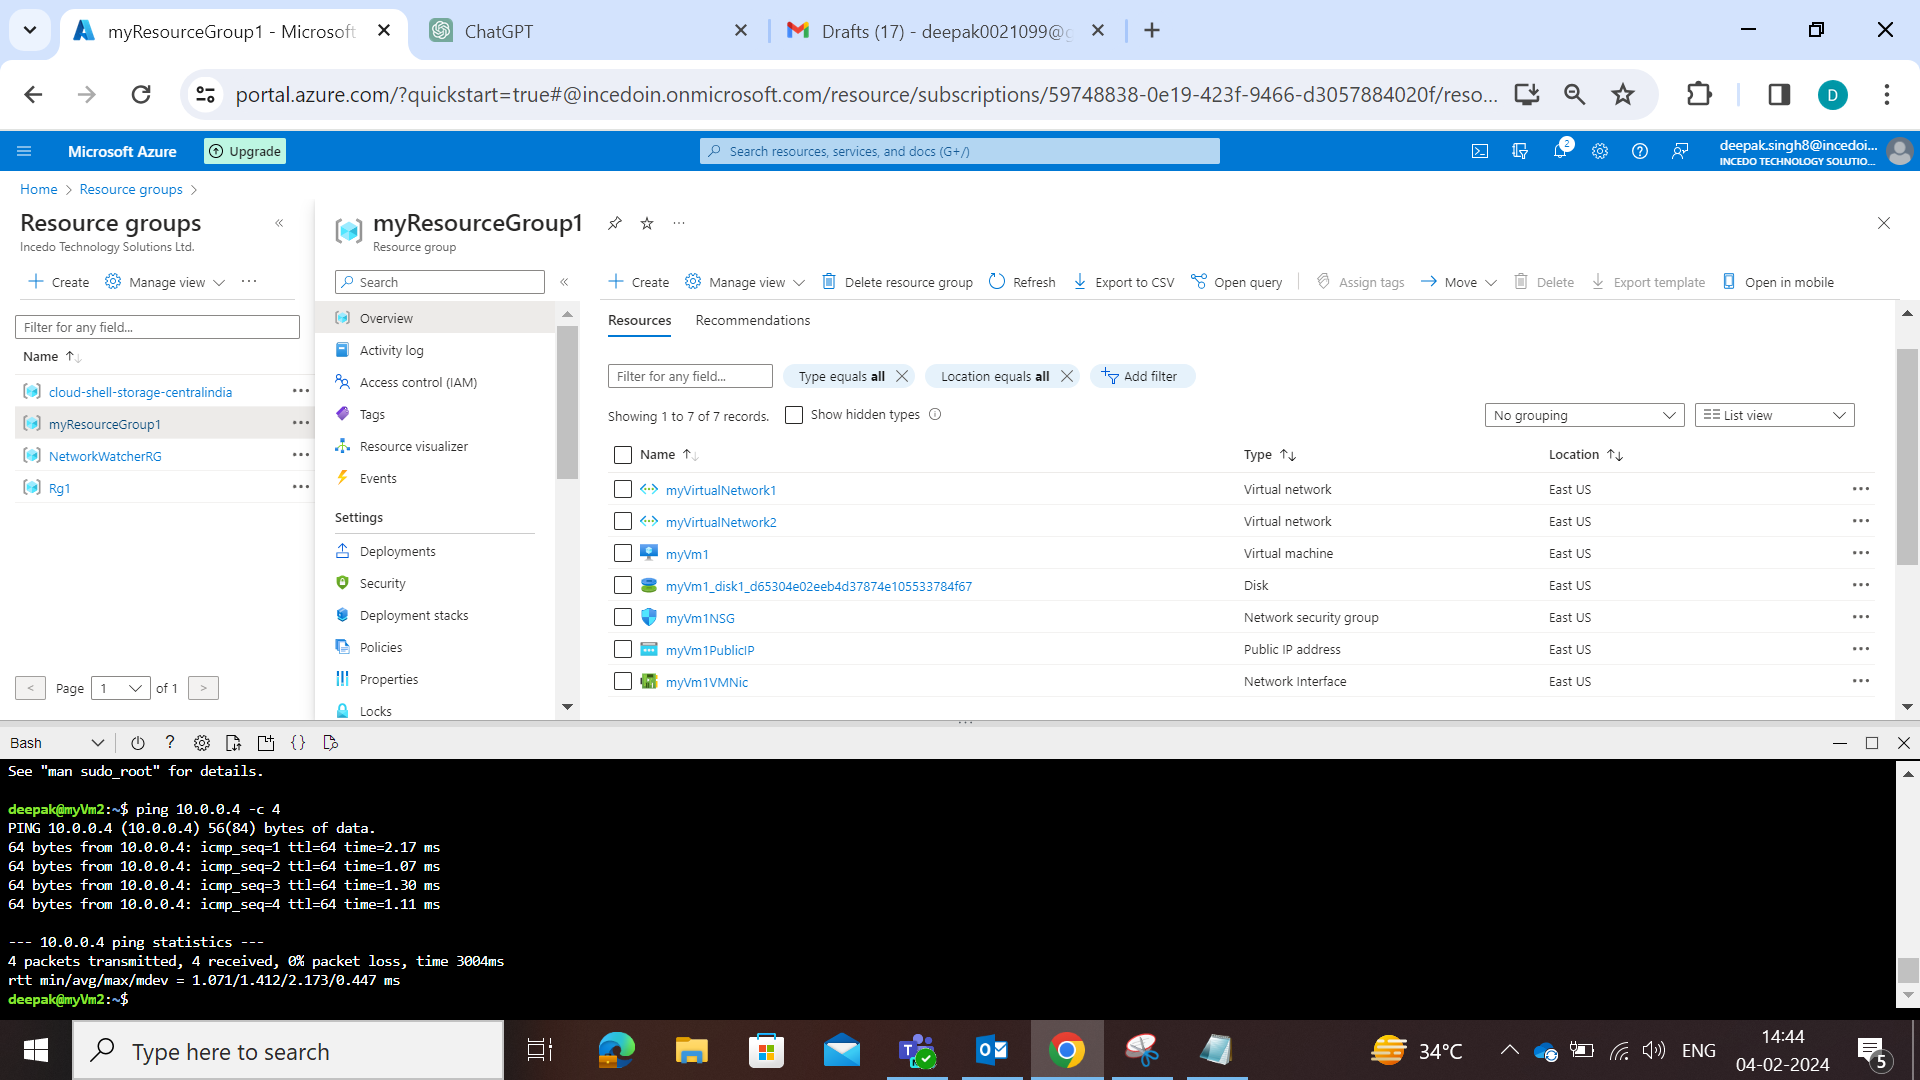 myResourceGroup1 - Microsoft
ChatGPT
Drafts (17) - deepak0021099@g
portal.azure.com/?quickstart=true#@incedoin.onmicrosoft.com/resource/subscriptions/59748838-0e19-423f-9466-d3057884020f/reso...
D
Microsoft Azure
Upgrade
Search resources, services, and docs (G+/)
2
deepak.singh8@incedoi...
INCEDO TECHNOLOGY SOLUTIO...
Home > Resource groups >
Resource groups
Incedo Technology Solutions Ltd.
Create
Manage view
Filter for any field...
Name
cloud-shell-storage-centralindia
myResourceGroup1
NetworkWatcherRG
Rg1
< Page 1 of 1 >
myResourceGroup1
Resource group
Search
Overview
Activity log
Access control (IAM)
Tags
Resource visualizer
Events
Settings
Deployments
Security
Deployment stacks
Policies
Properties
Locks
Create Manage view Delete resource group Refresh Export to CSV Open query Assign tags Move Delete Export template Open in mobile
Resources Recommendations
Filter for any field... Type equals all Location equals all Add filter
Showing 1 to 7 of 7 records. Show hidden types No grouping List view
Name Type Location
myVirtualNetwork1 Virtual network East US
myVirtualNetwork2 Virtual network East US
myVm1 Virtual machine East US
myVm1_disk1_d65304e02eeb4d37874e105533784f67 Disk East US
myVm1NSG Network security group East US
myVm1PublicIP Public IP address East US
myVm1VMNic Network Interface East US
Bash
See "man sudo_root" for details.
deepak@myVm2:~$ ping 10.0.0.4 -c 4
PING 10.0.0.4 (10.0.0.4) 56(84) bytes of data.
64 bytes from 10.0.0.4: icmp_seq=1 ttl=64 time=2.17 ms
64 bytes from 10.0.0.4: icmp_seq=2 ttl=64 time=1.07 ms
64 bytes from 10.0.0.4: icmp_seq=3 ttl=64 time=1.30 ms
64 bytes from 10.0.0.4: icmp_seq=4 ttl=64 time=1.11 ms
--- 10.0.0.4 ping statistics ---
4 packets transmitted, 4 received, 0% packet loss, time 3004ms
rtt min/avg/max/mdev = 1.071/1.412/2.173/0.447 ms
deepak@myVm2:~$
Type here to search
34°C
ENG
14:44
04-02-2024
5